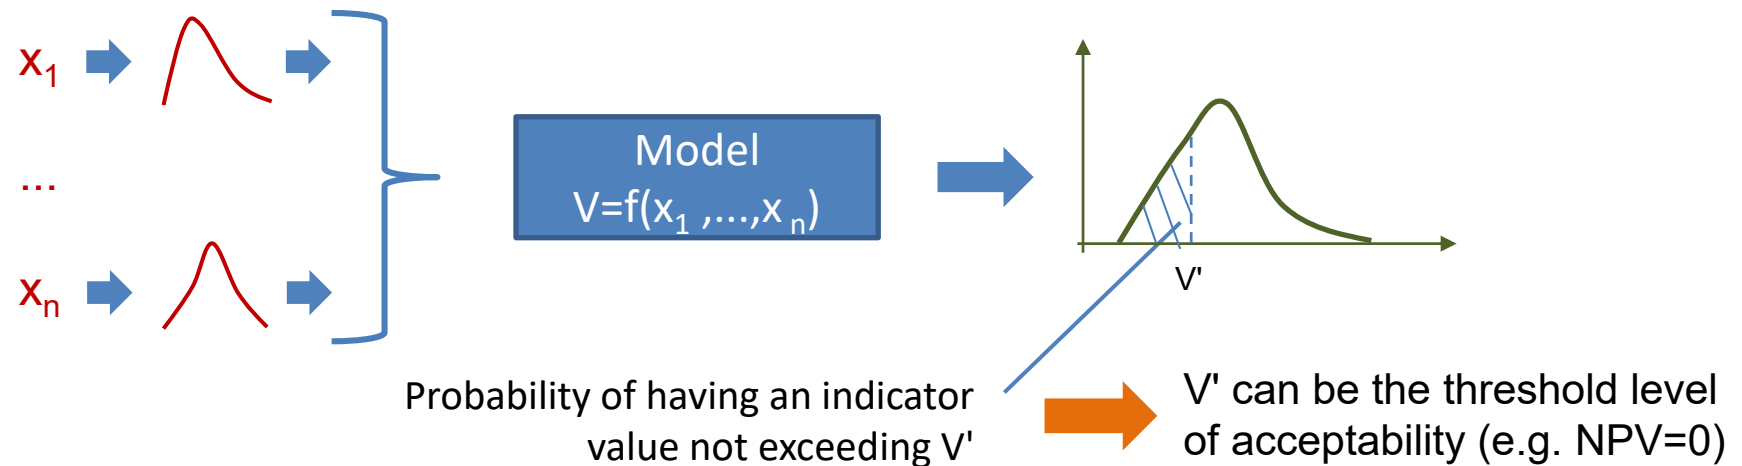 x₁
...
xₙ
Model
V=f(x₁ ,...,x ₙ)
V'
Probability of having an indicator
value not exceeding V'
V' can be the threshold level
of acceptability (e.g. NPV=0)